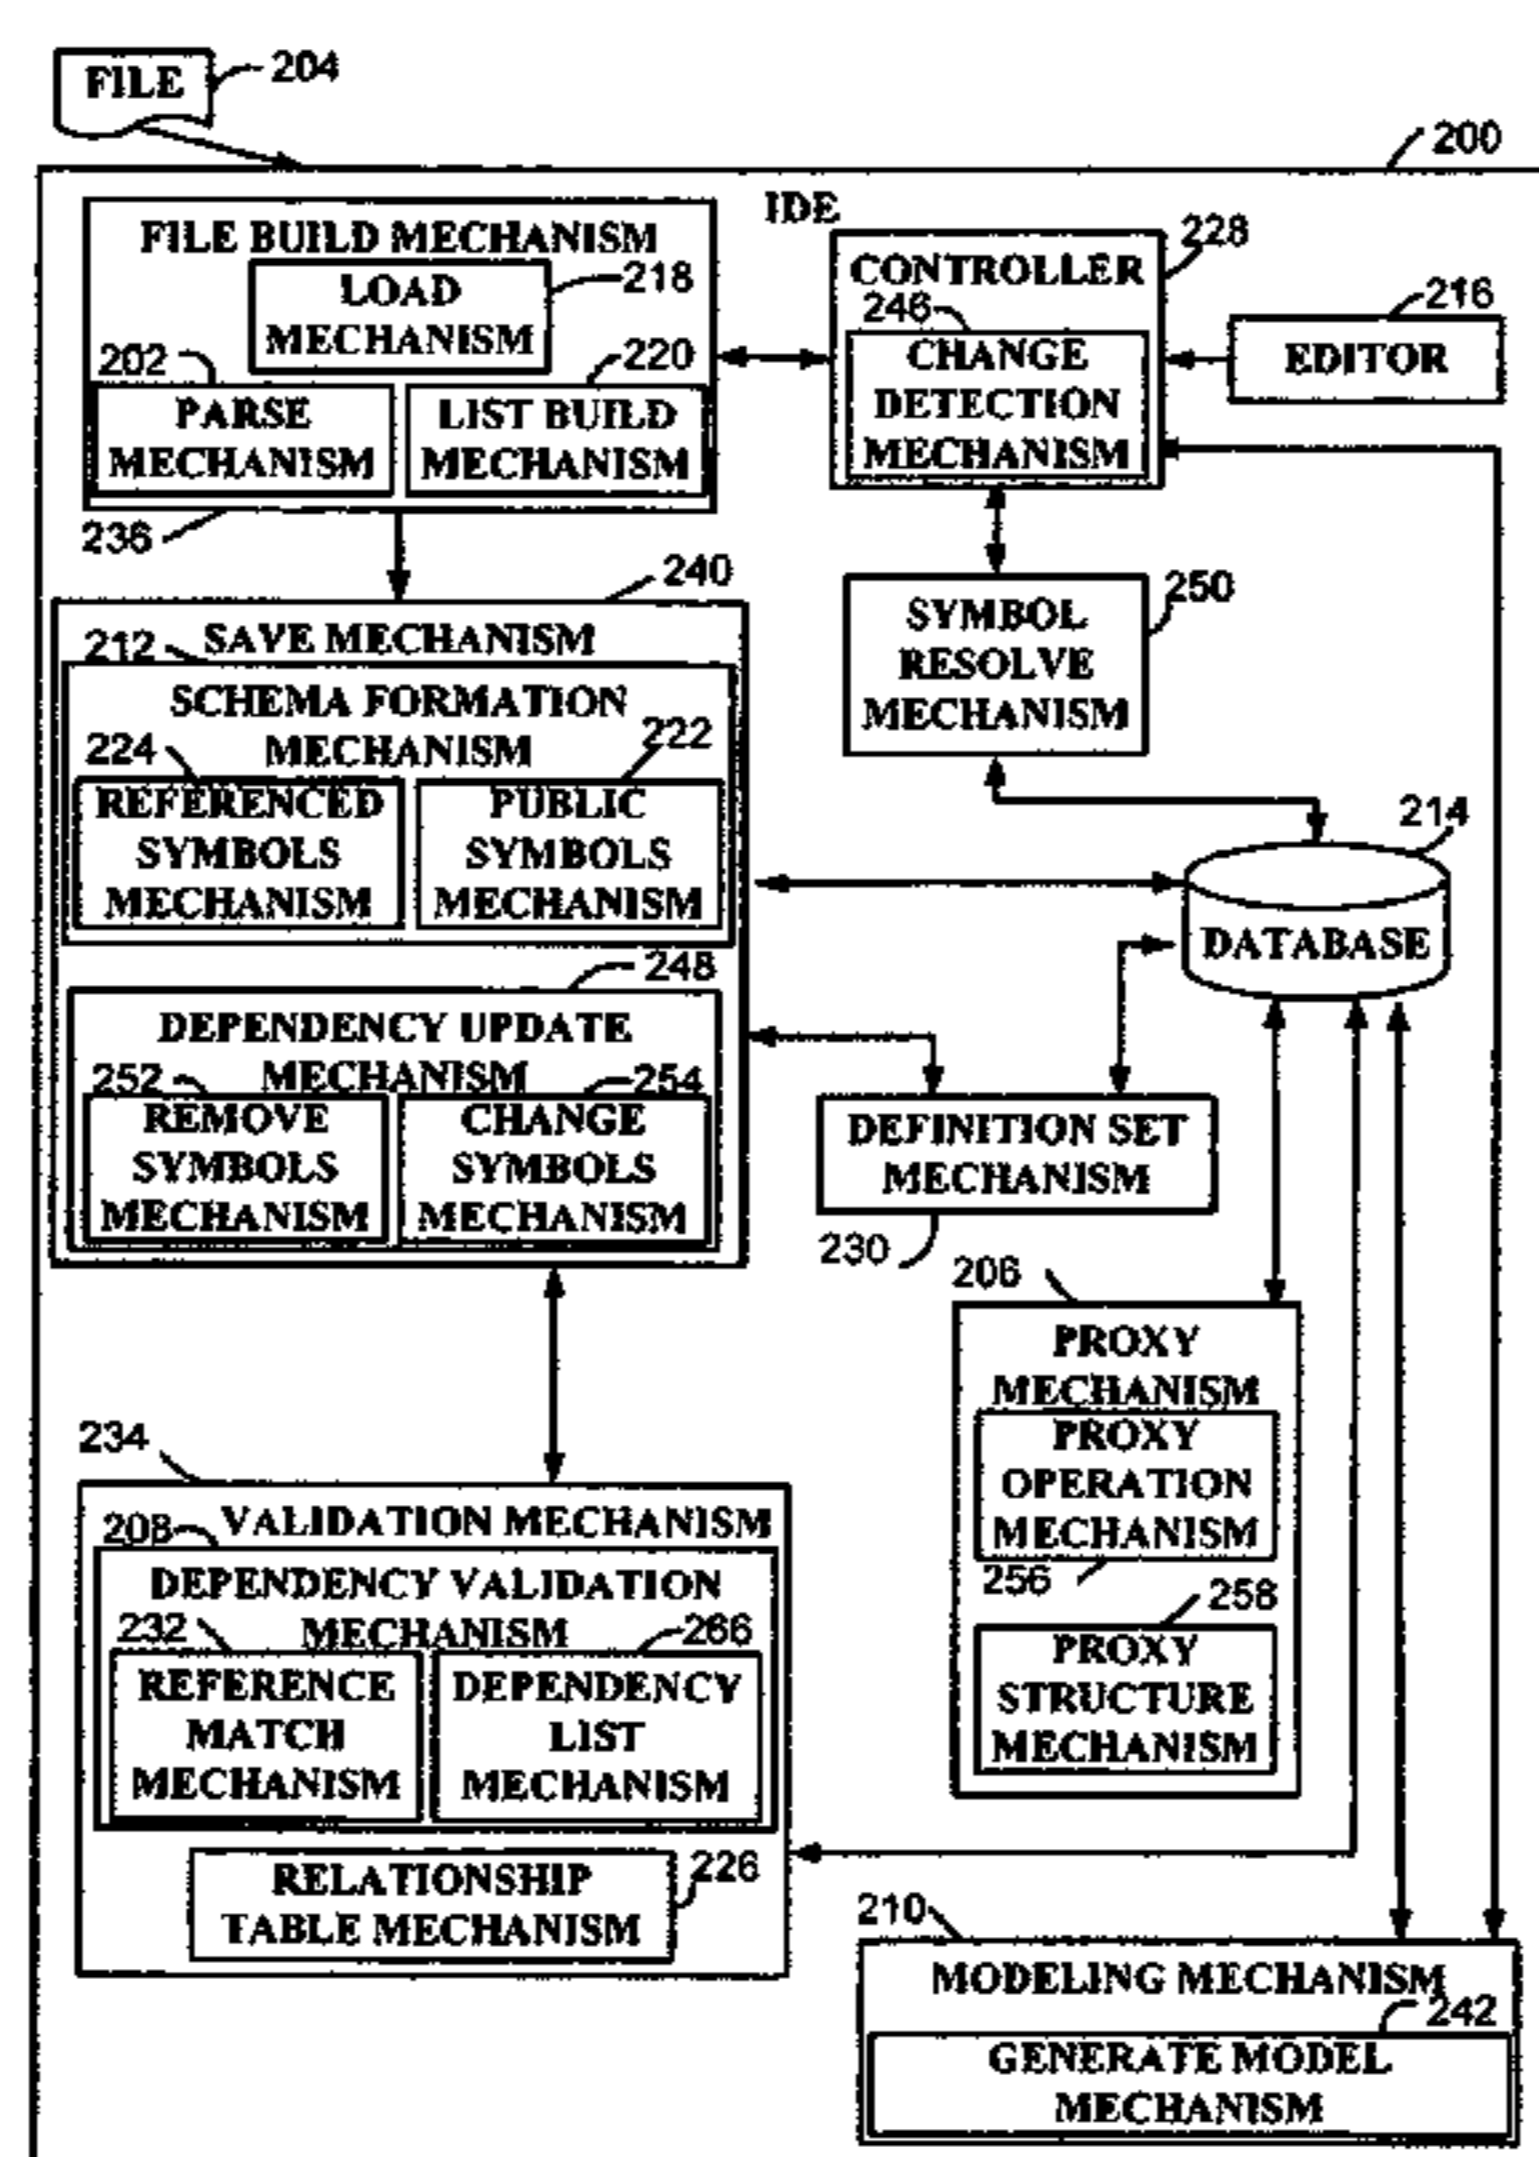 FILE
204
200
IDE
FILE BUILD MECHANISM
LOAD
MECHANISM
218
202
PARSE
MECHANISM
220
LIST BUILD
MECHANISM
236
228
CONTROLLER
246
CHANGE
DETECTION
MECHANISM
216
EDITOR
240
SAVE MECHANISM
212
SCHEMA FORMATION
MECHANISM
224
REFERENCED
SYMBOLS
MECHANISM
222
PUBLIC
SYMBOLS
MECHANISM
250
SYMBOL
RESOLVE
MECHANISM
214
DATABASE
248
DEPENDENCY UPDATE
MECHANISM
252
REMOVE
SYMBOLS
MECHANISM
254
CHANGE
SYMBOLS
MECHANISM
DEFINITION SET
MECHANISM
230
206
PROXY
MECHANISM
PROXY
OPERATION
MECHANISM
256
258
PROXY
STRUCTURE
MECHANISM
234
VALIDATION MECHANISM
208
DEPENDENCY VALIDATION
MECHANISM
232
REFERENCE
MATCH
MECHANISM
266
DEPENDENCY
LIST
MECHANISM
RELATIONSHIP
TABLE MECHANISM
226
210
MODELING MECHANISM
242
GENERATE MODEL
MECHANISM